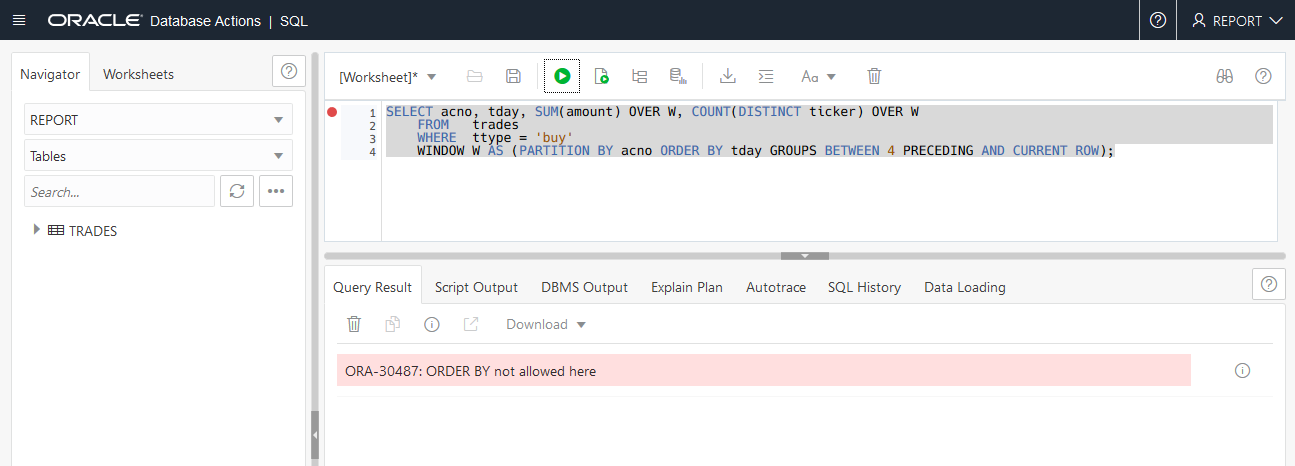 ORACLE Database Actions | SQL
REPORT
Navigator
Worksheets
[Worksheet]*
Aa
REPORT
Tables
Search...
TRADES
1 SELECT acno, tday, SUM(amount) OVER W, COUNT(DISTINCT ticker) OVER W
2 FROM trades
3 WHERE ttype = 'buy'
4 WINDOW W AS (PARTITION BY acno ORDER BY tday GROUPS BETWEEN 4 PRECEDING AND CURRENT ROW);
Query Result
Script Output
DBMS Output
Explain Plan
Autotrace
SQL History
Data Loading
Download
ORA-30487: ORDER BY not allowed here